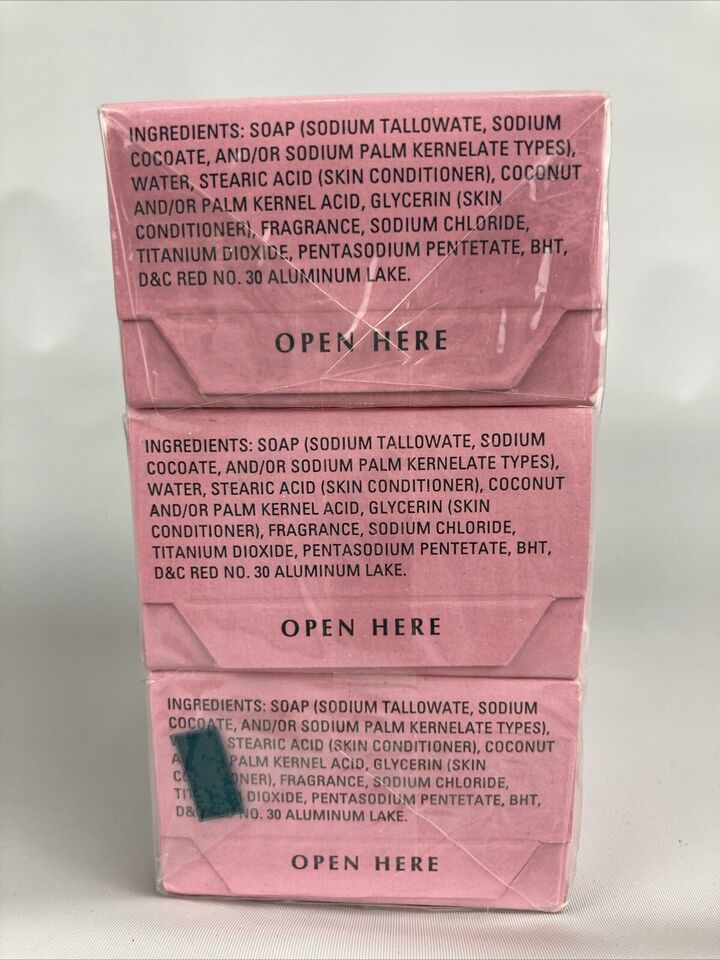 INGREDIENTS: SOAP (SODIUM TALLOWATE, SODIUM
COCOATE, AND/OR SODIUM PALM KERNELATE TYPES),
WATER, STEARIC ACID (SKIN CONDITIONER), COCONUT
AND/OR PALM KERNEL ACID, GLYCERIN (SKIN
CONDITIONER), FRAGRANCE, SODIUM CHLORIDE,
TITANIUM DIOXIDE, PENTASODIUM PENTETATE, BHT,
D&C RED NO. 30 ALUMINUM LAKE.
OPEN HERE
INGREDIENTS: SOAP (SODIUM TALLOWATE, SODIUM
COCOATE, AND/OR SODIUM PALM KERNELATE TYPES),
WATER, STEARIC ACID (SKIN CONDITIONER), COCONUT
AND/OR PALM KERNEL ACID, GLYCERIN (SKIN
CONDITIONER), FRAGRANCE, SODIUM CHLORIDE,
TITANIUM DIOXIDE, PENTASODIUM PENTETATE, BHT,
D&C RED NO. 30 ALUMINUM LAKE.
OPEN HERE
INGREDIENTS: SOAP (SODIUM TALLOWATE, SODIUM
COCOATE, AND/OR SODIUM PALM KERNELATE TYPES),
STEARIC ACID (SKIN CONDITIONER), COCONUT
PALM KERNEL ACID, GLYCERIN (SKIN
FRAGRANCE, SODIUM CHLORIDE,
DIOXIDE, PENTASODIUM PENTETATE, BHT,
NO. 30 ALUMINUM LAKE.
OPEN HERE